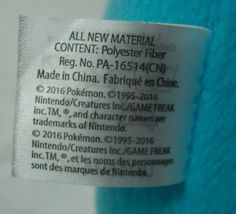 ALL NEW MATERIAL
CONTENT: Polyester Fiber
Reg. No. PA-16514(CN)
Made in China. Fabriqué en Chine.
© 2016 Pokémon. ©1995-2016
Nintendo/Creatures Inc./GAME FREAK
inc. TM, ®, and character names are
trademarks of Nintendo.
© 2016 Pokémon. ©1995-2016
Nintendo/Creatures Inc./GAME FREAK
inc. TM, ®, et les noms des personnages
sont des marques de Nintendo.